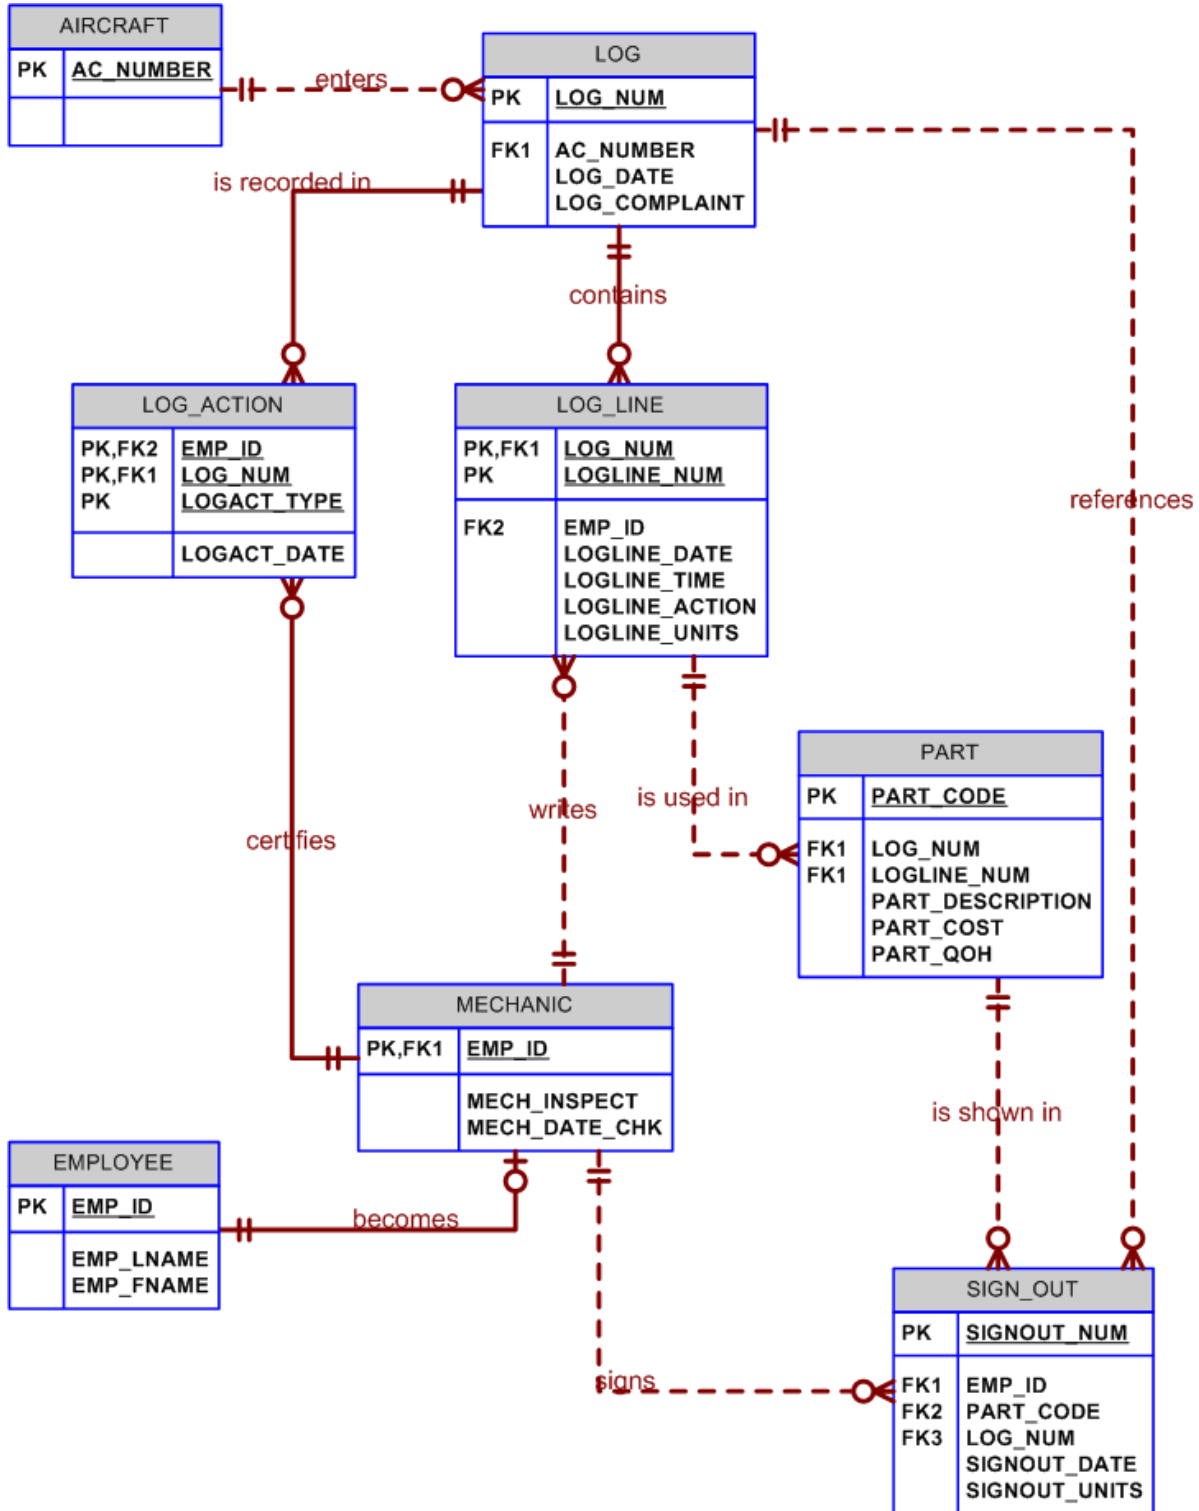 AIRCRAFT
PK AC_NUMBER
enters
LOG
PK LOG_NUM
FK1 AC_NUMBER
LOG_DATE
LOG_COMPLAINT
is recorded in
contains
LOG_ACTION
PK,FK2 EMP_ID
PK,FK1 LOG_NUM
PK LOGACT_TYPE
LOGACT_DATE
LOG_LINE
PK,FK1 LOG_NUM
PK LOGLINE_NUM
FK2 EMP_ID
LOGLINE_DATE
LOGLINE_TIME
LOGLINE_ACTION
LOGLINE_UNITS
references
PART
PK PART_CODE
FK1 LOG_NUM
FK1 LOGLINE_NUM
PART_DESCRIPTION
PART_COST
PART_QOH
is used in
writes
certifies
MECHANIC
PK,FK1 EMP_ID
MECH_INSPECT
MECH_DATE_CHK
is shown in
EMPLOYEE
PK EMP_ID
EMP_LNAME
EMP_FNAME
becomes
signs
SIGN_OUT
PK SIGNOUT_NUM
FK1 EMP_ID
FK2 PART_CODE
FK3 LOG_NUM
SIGNOUT_DATE
SIGNOUT_UNITS